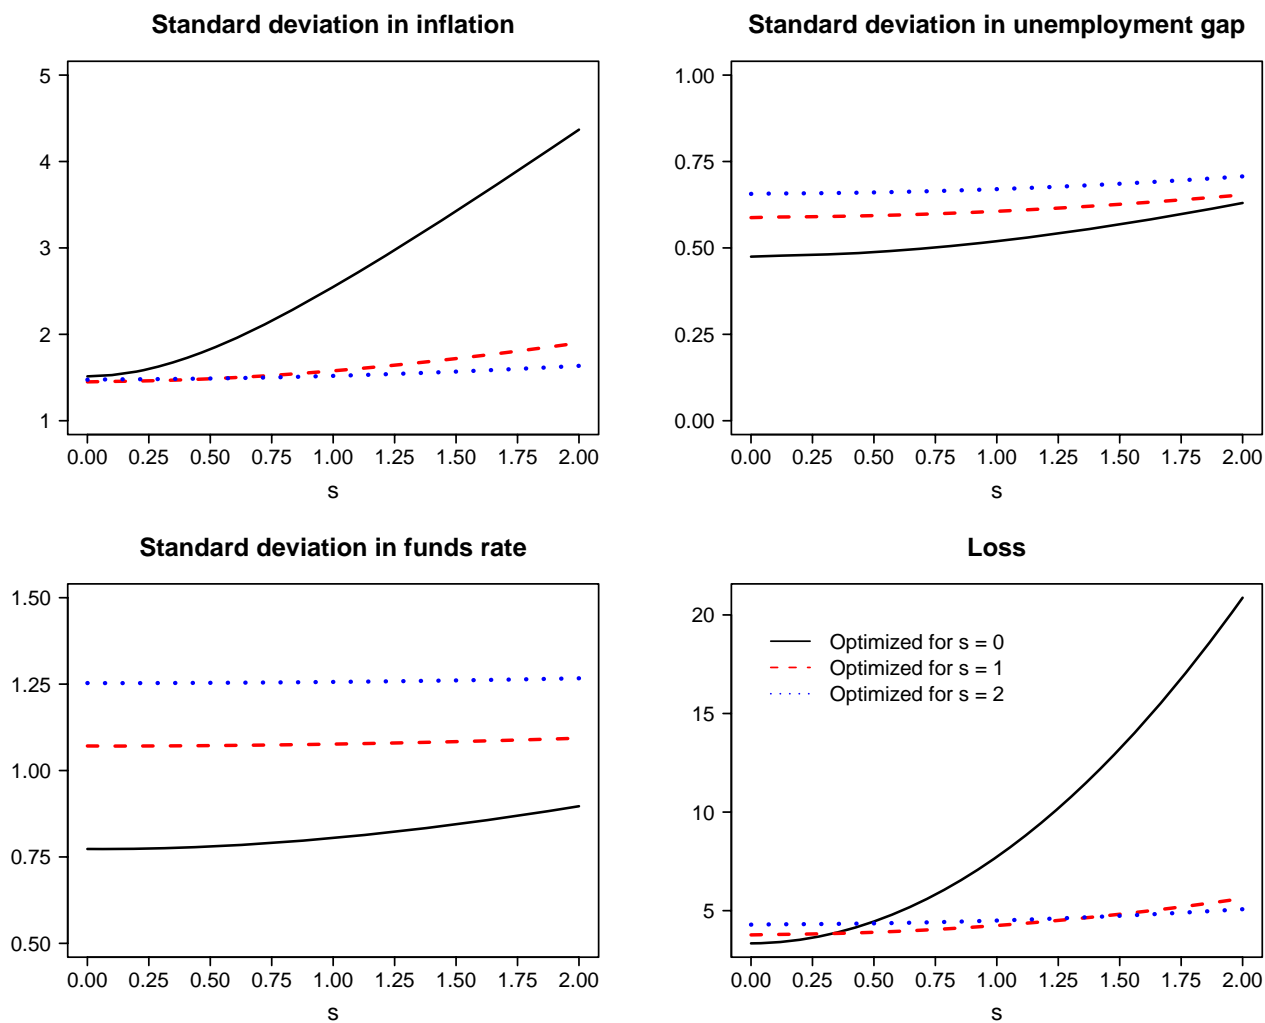 Standard deviation in inflation
5
4
3
2
1
0.00 0.25 0.50 0.75 1.00 1.25 1.50 1.75 2.00
s
Standard deviation in unemployment gap
1.00
0.75
0.50
0.25
0.00
0.00 0.25 0.50 0.75 1.00 1.25 1.50 1.75 2.00
s
Standard deviation in funds rate
1.50
1.25
1.00
0.75
0.50
0.00 0.25 0.50 0.75 1.00 1.25 1.50 1.75 2.00
s
Loss
20
15
10
5
Optimized for s = 0
Optimized for s = 1
Optimized for s = 2
0.00 0.25 0.50 0.75 1.00 1.25 1.50 1.75 2.00
s